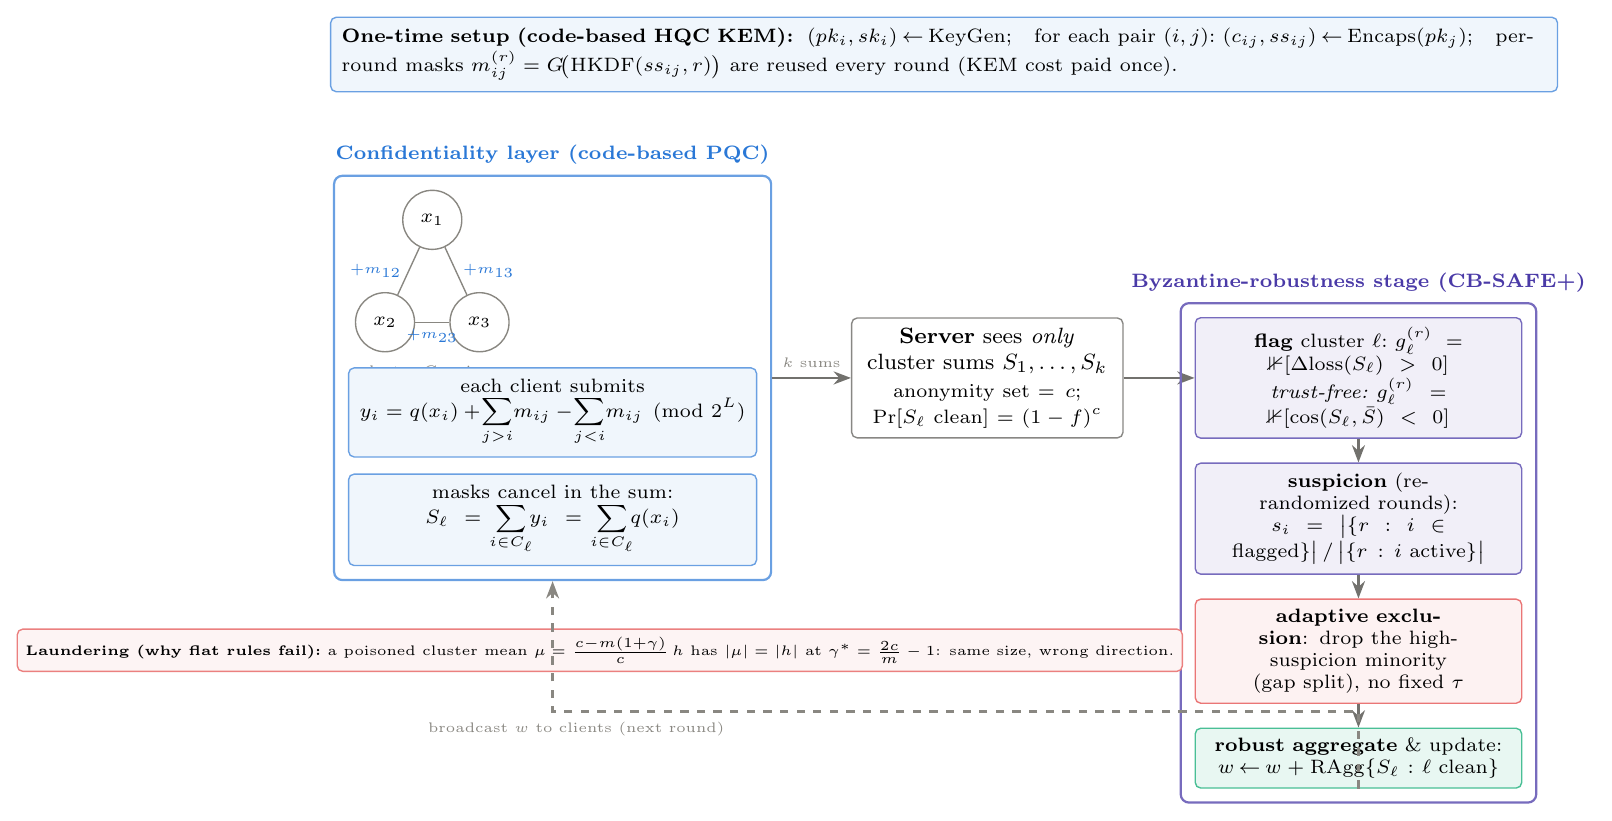 One-time setup (code-based HQC KEM): (pk_i, sk_i) ← KeyGen; for each pair (i, j): (c_ij, ss_ij) ← Encaps(pk_j); per-
round masks m_ij^(r) = G(HKDF(ss_ij, r)) are reused every round (KEM cost paid once).
Confidentiality layer (code-based PQC)
x_1
+m_12
+m_13
x_2
x_3
+m_23
each client submits
y_i = q(x_i) + ∑_{j>i} m_ij − ∑_{j<i} m_ij (mod 2^L)
masks cancel in the sum:
S_ℓ = ∑_{i∈C_ℓ} y_i = ∑_{i∈C_ℓ} q(x_i)
k sums
Server sees only
cluster sums S_1, . . . , S_k
anonymity set = c;
Pr[S_ℓ clean] = (1 − f)^c
Byzantine-robustness stage (CB-SAFE+)
flag cluster ℓ: g_ℓ^(r) =
⊮[Δloss(S_ℓ) > 0]
trust-free: g_ℓ^(r) =
⊮[cos(S_ℓ, S̄) < 0]
suspicion (re-
randomized rounds):
s_i = |{r : i ∈
flagged}| / |{r : i active}|
adaptive exclu-
sion: drop the high-
suspicion minority
(gap split), no fixed τ
robust aggregate & update:
w ← w + RAgg{S_ℓ : ℓ clean}
Laundering (why flat rules fail): a poisoned cluster mean μ = c−m(1+γ)/c h has |μ| = |h| at γ* = 2c/m − 1: same size, wrong direction.
broadcast w to clients (next round)